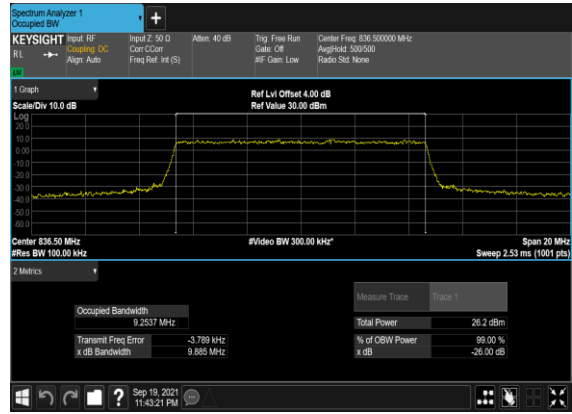 Spectrum Analyzer 1
Occupied BW
+
KEYSIGHT Input: RF Input Z: 50 Ω Atten: 40 dB Trig: Free Run Center Freq: 836.500000 MHz
RL Coupling: DC Corr CCorr Gate: Off Avg|Hold: 500/500
Align: Auto Freq Ref: Int (S) #IF Gain: Low Radio Std: None
1 Graph
Ref Lvl Offset 4.00 dB
Scale/Div 10.0 dB Ref Value 30.00 dBm
Log
20.0
10.0
0.00
-10.0
-20.0
-30.0
-40.0
-50.0
-60.0
Center 836.50 MHz #Video BW 300.00 kHz* Span 20 MHz
#Res BW 100.00 kHz Sweep 2.53 ms (1001 pts)
2 Metrics
Measure Trace Trace 1
Occupied Bandwidth
9.2537 MHz Total Power 26.2 dBm
Transmit Freq Error -3.789 kHz % of OBW Power 99.00 %
x dB Bandwidth 9.885 MHz x dB -26.00 dB
? Sep 19, 2021
11:43:21 PM